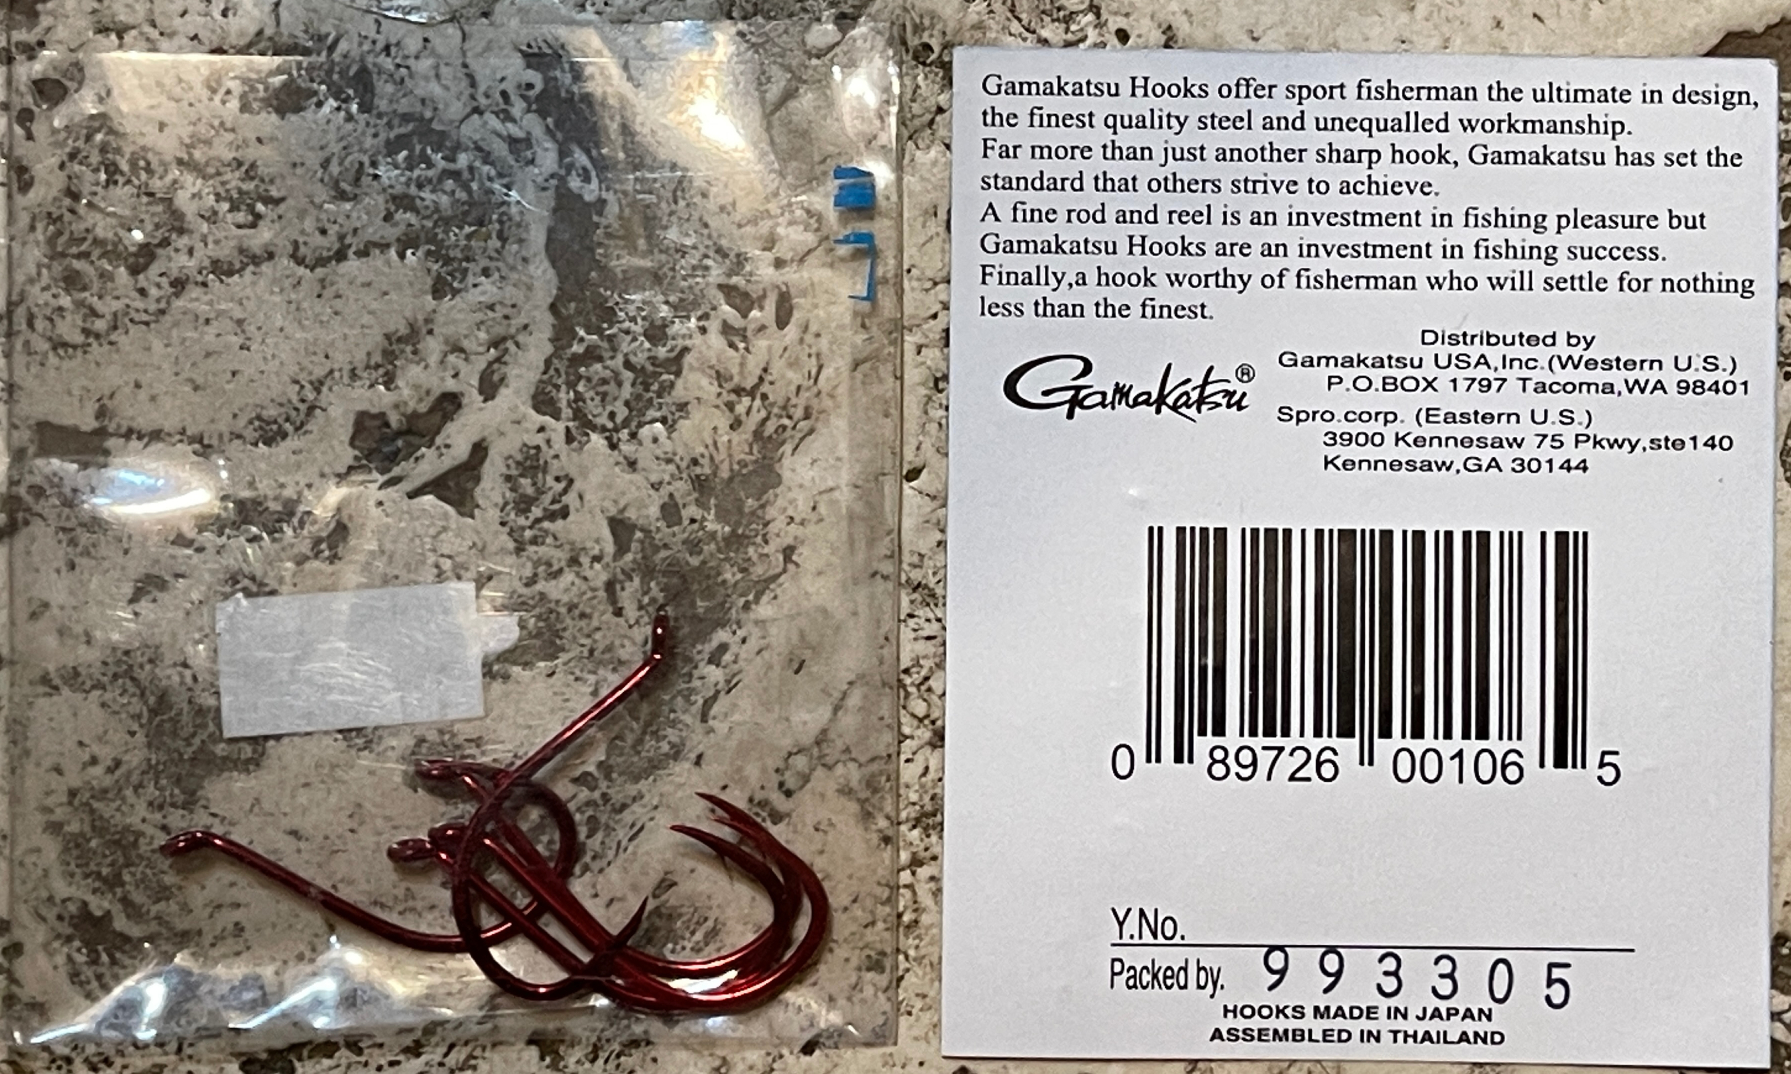 Gamakatsu Hooks offer sport fisherman the ultimate in design,
the finest quality steel and unequalled workmanship.
Far more than just another sharp hook, Gamakatsu has set the
standard that others strive to achieve.
A fine rod and reel is an investment in fishing pleasure but
Gamakatsu Hooks are an investment in fishing success.
Finally,a hook worthy of fisherman who will settle for nothing
less than the finest.
Gamakatsu®
Distributed by
Gamakatsu USA,Inc.(Western U.S.)
P.O.BOX 1797 Tacoma,WA 98401
Spro.corp. (Eastern U.S.)
3900 Kennesaw 75 Pkwy,ste140
Kennesaw,GA 30144
0 89726 00106 5
Y.No.
Packed by. 993305
HOOKS MADE IN JAPAN
ASSEMBLED IN THAILAND